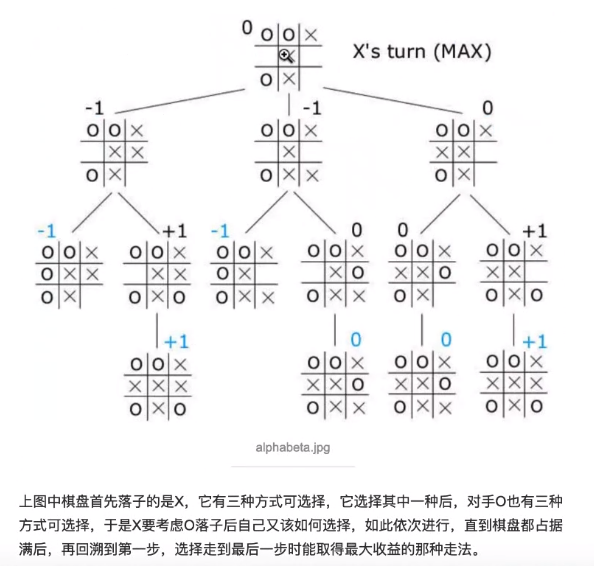 0 O O X
X's turn (MAX)
O X
-1 -1 0
O O X O O X O O X
X X X X X
O X O X X O X
-1 +1 -1 0 0 +1
O O X O O X O O X O O X O O X O O X
O X X X X O X X O X X O X X
O X O X O O X X O X X O X O X O
+1 0 0 +1
O O X O O X O O X O O X
X X X X X O X X O X X X
O X O O X X O X X O X O
alphabeta.jpg
上图中棋盘首先落子的是X，它有三种方式可选择，它选择其中一种后，对手O也有三种
方式可选择，于是X要考虑O落子后自己又该如何选择，如此依次进行，直到棋盘都占据
满后，再回溯到第一步，选择走到最后一步时能取得最大收益的那种走法。